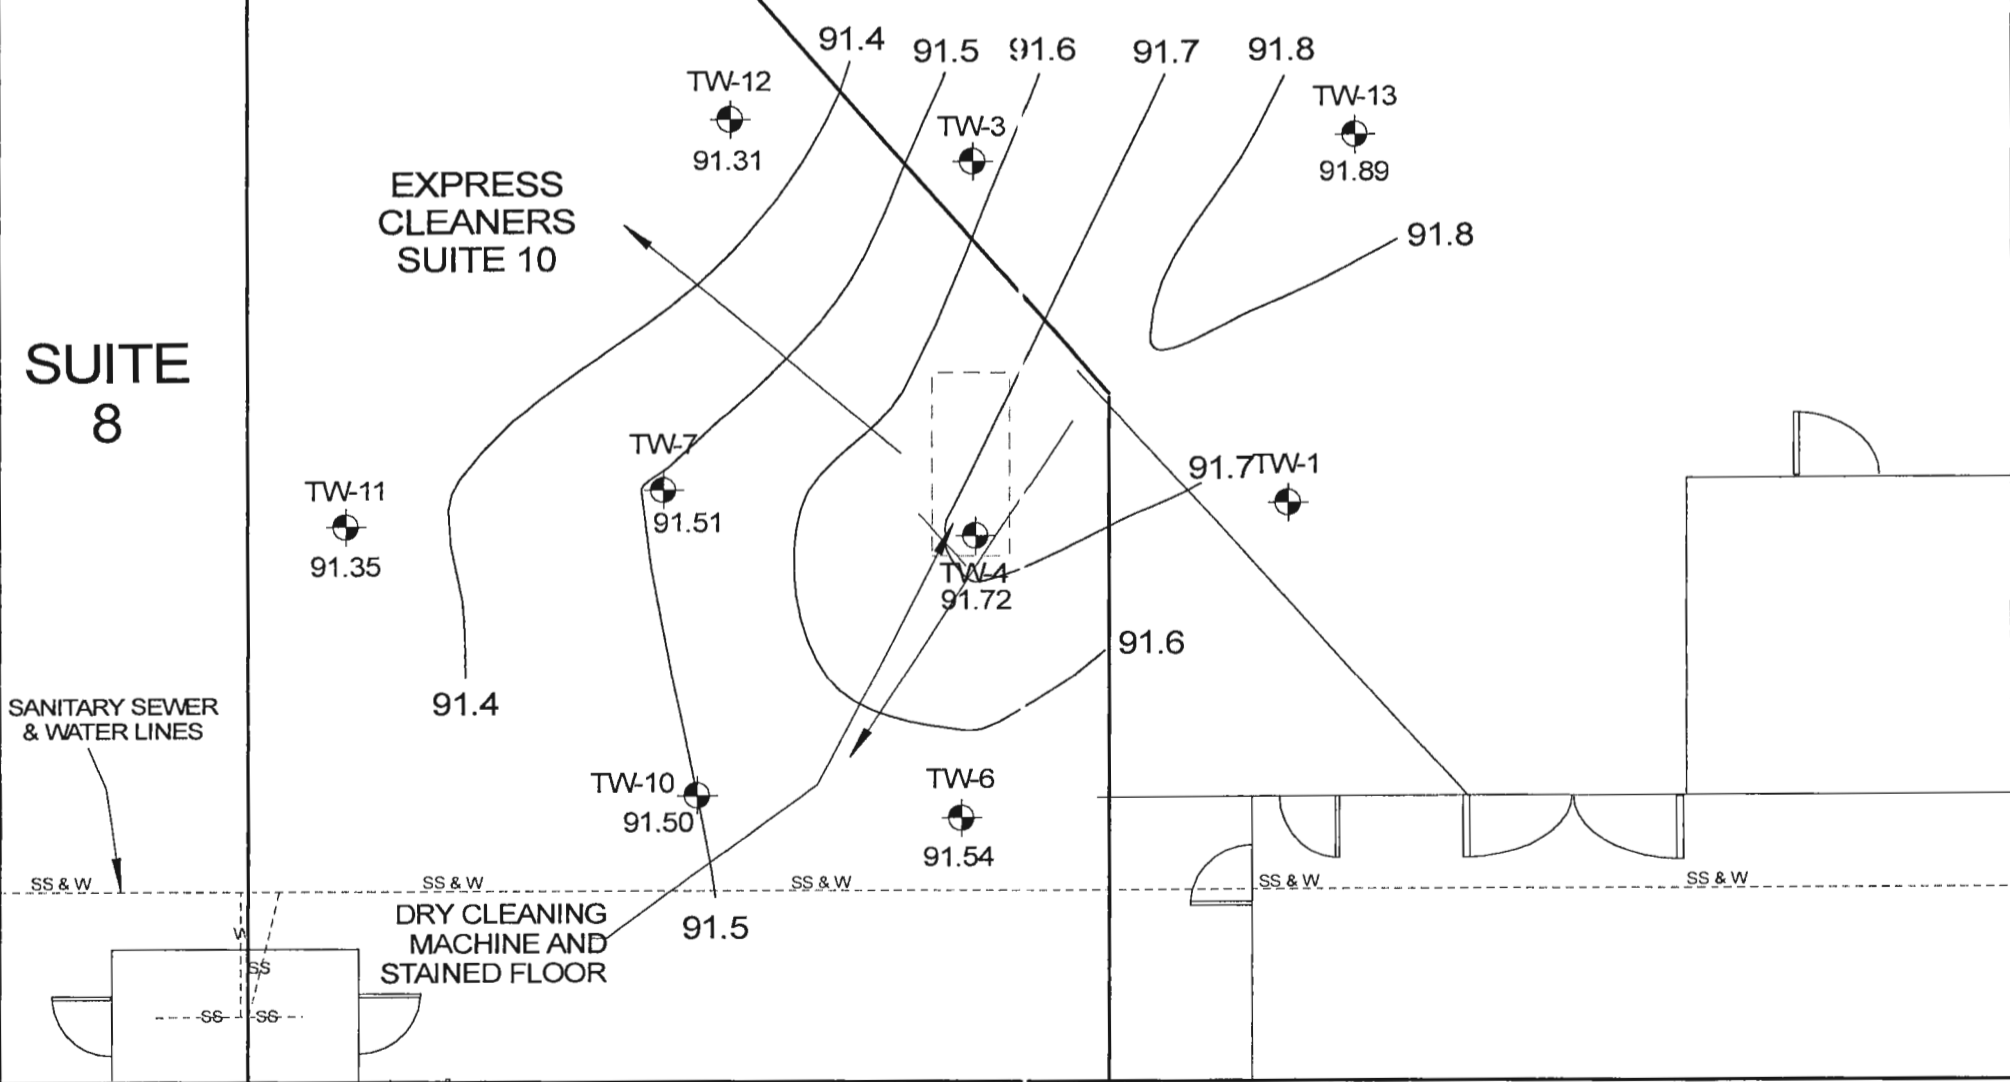 91.4
91.5
91.6
91.7
91.8
TW-12
91.31
TW-3
TW-13
91.89
EXPRESS
CLEANERS
SUITE 10
91.8
SUITE
8
TW-7
91.51
TW-11
91.35
91.7
TW-1
TW-4
91.72
91.6
91.4
SANITARY SEWER
& WATER LINES
TW-10
91.50
TW-6
91.54
SS & W
SS & W
SS & W
SS & W
SS & W
DRY CLEANING
MACHINE AND
STAINED FLOOR
91.5
W
SS
SS
SS